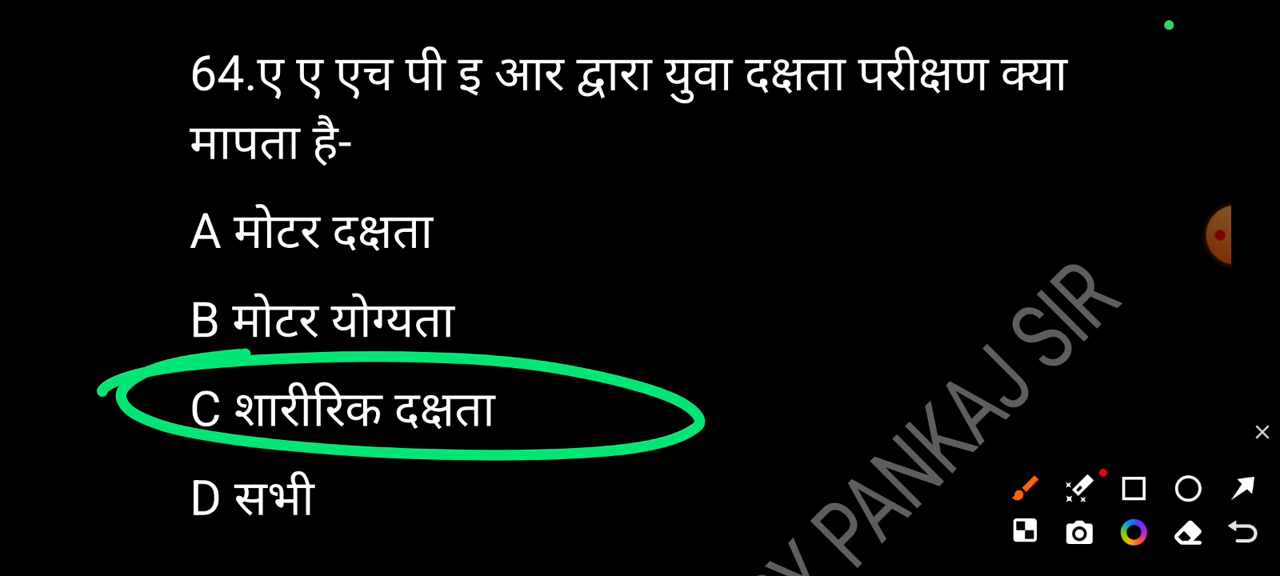 64.ए ए एच पी इ आर द्वारा युवा दक्षता परीक्षण क्या
मापता है-
A मोटर दक्षता
B मोटर योग्यता
C शारीरिक दक्षता
D सभी
PANKAJ SIR